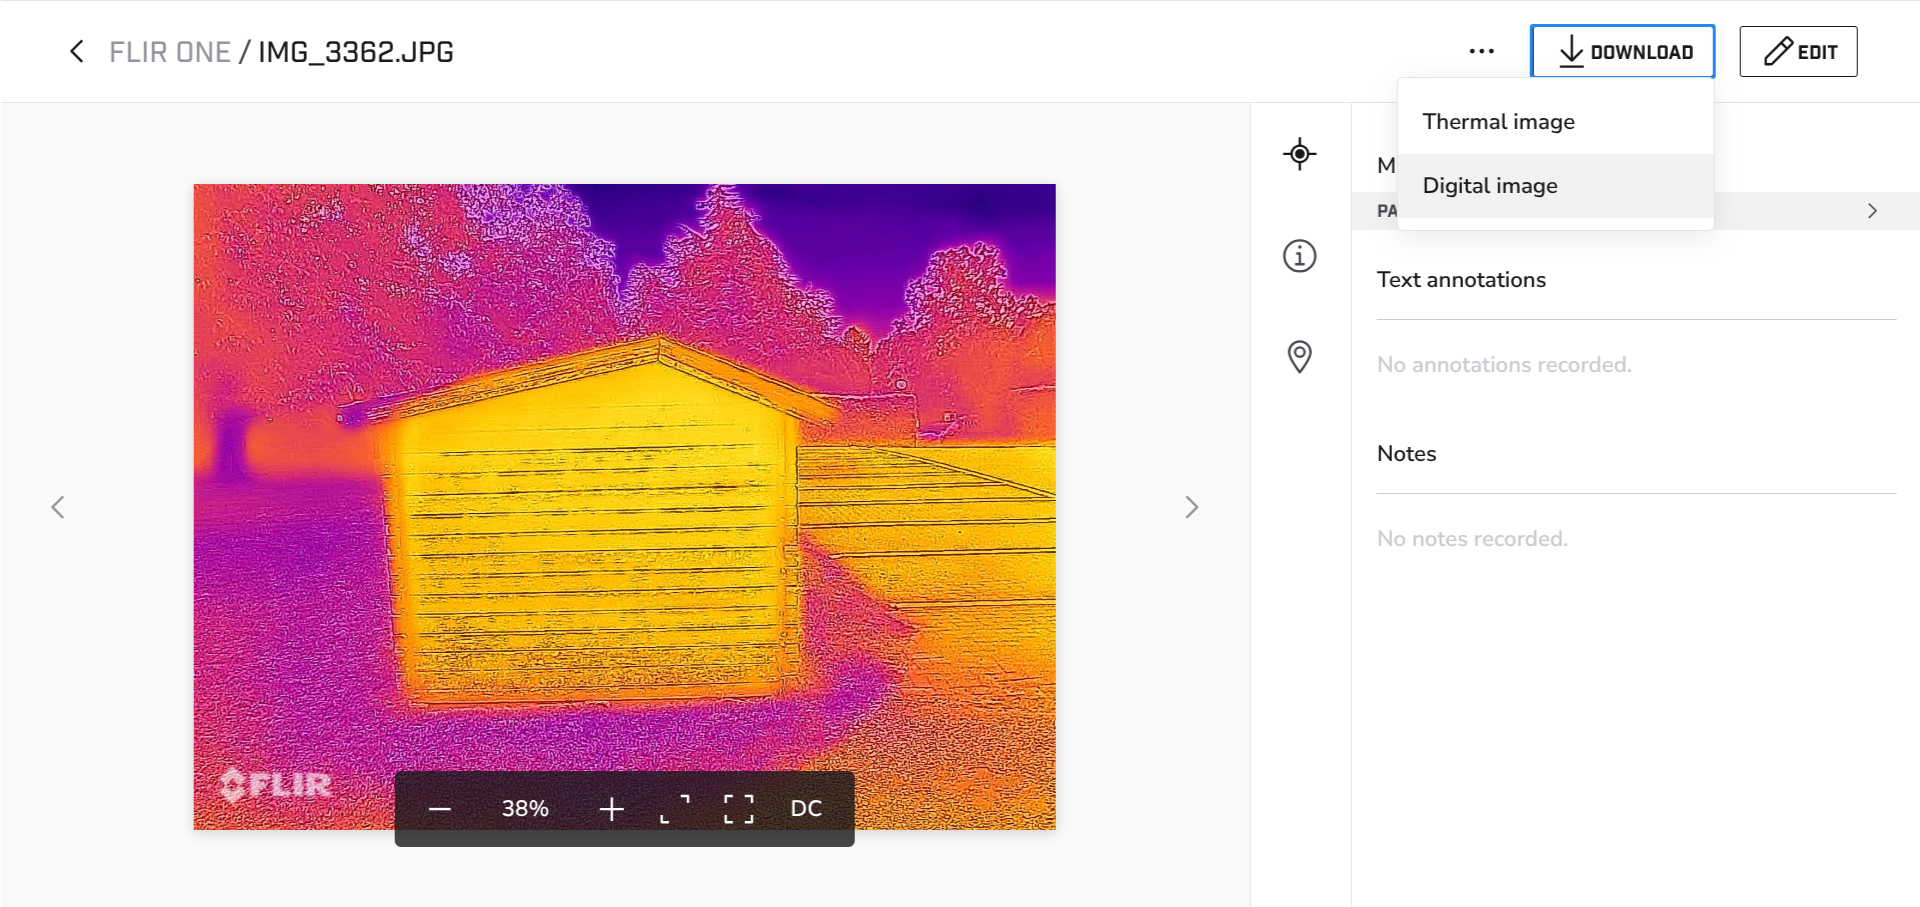 FLIR ONE / IMG_3362.JPG
DOWNLOAD
EDIT
Thermal image
Digital image
M
PA
Text annotations
No annotations recorded.
Notes
No notes recorded.
FLIR
38%
DC